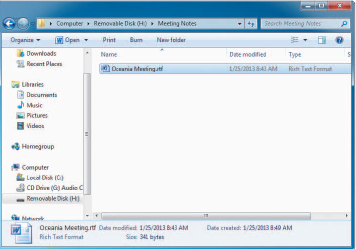 Computer ▸ Removable Disk (H:) ▸ Meeting Notes
Search Meeting Notes
Organize Open Print Burn New folder
Downloads
Recent Places
Libraries
Documents
Music
Pictures
Videos
Homegroup
Computer
Local Disk (C:)
CD Drive (G:) Audio C
Removable Disk (H:)
Network
Name Date modified Type S
Oceania Meeting.rtf 1/25/2013 8:43 AM Rich Text Format
Oceania Meeting.rtf Date modified: 1/25/2013 8:43 AM Date created: 1/25/2013 8:49 AM
Rich Text Format Size: 341 bytes